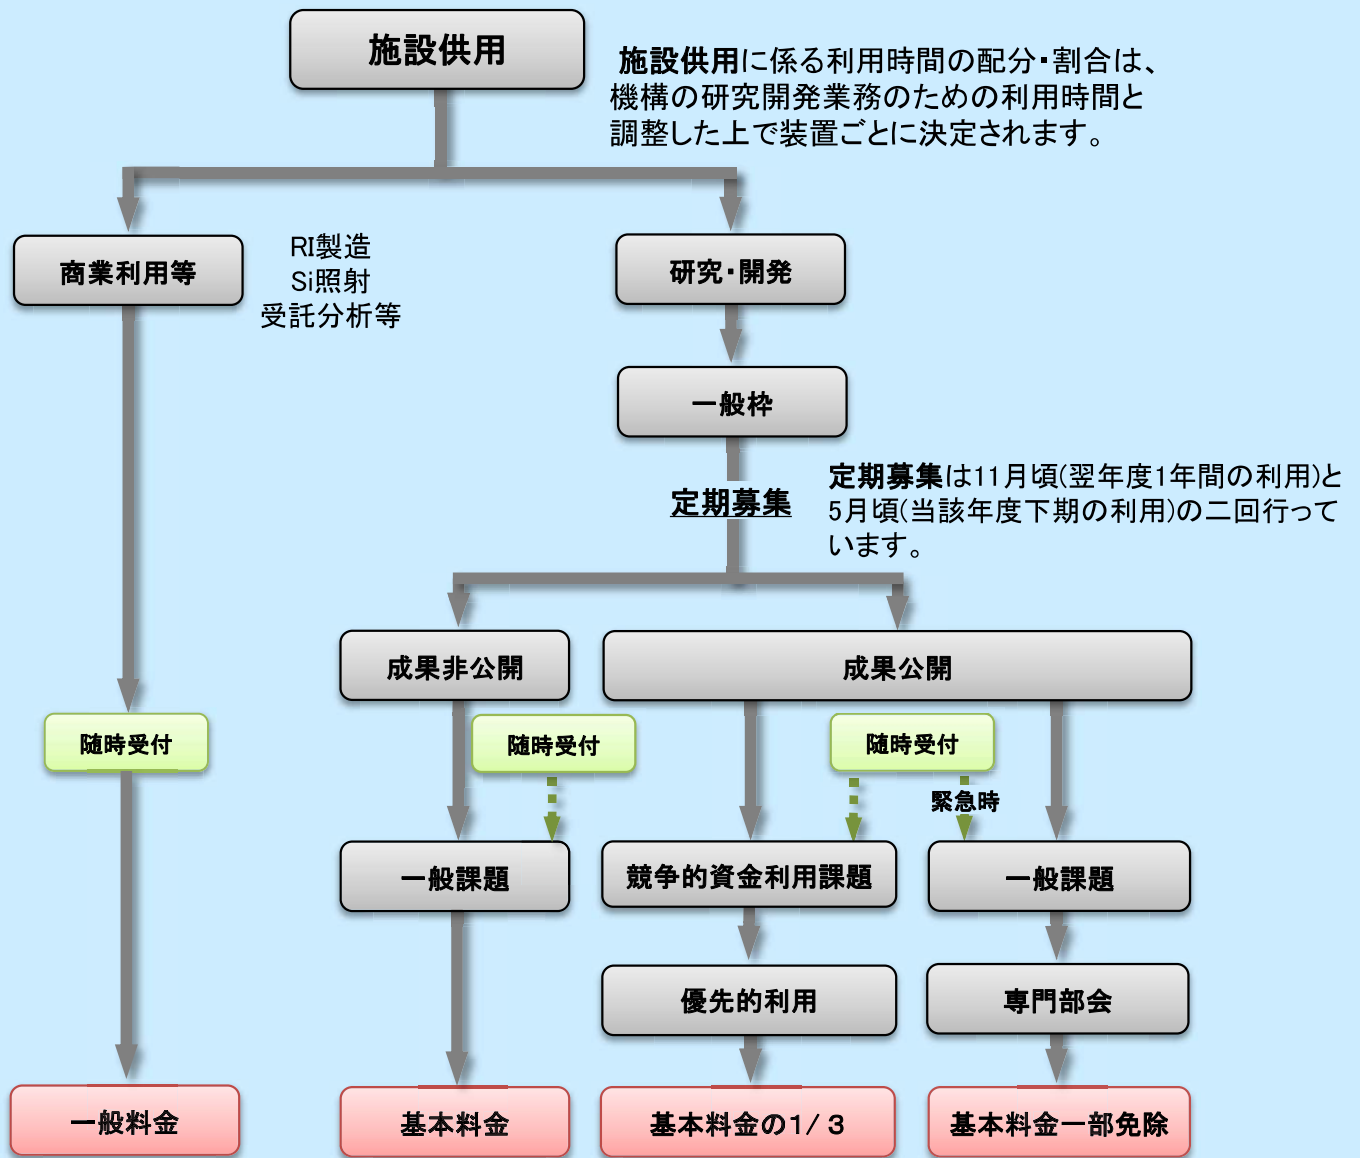 施設供用
施設供用に係る利用時間の配分・割合は、
機構の研究開発業務のための利用時間と
調整した上で装置ごとに決定されます。
商業利用等
RI製造
Si照射
受託分析等
研究・開発
一般枠
定期募集
定期募集は11月頃(翌年度1年間の利用)と
5月頃(当該年度下期の利用)の二回行って
います。
成果非公開
成果公開
随時受付
随時受付
随時受付
緊急時
一般課題
競争的資金利用課題
一般課題
優先的利用
専門部会
一般料金
基本料金
基本料金の1/3
基本料金一部免除